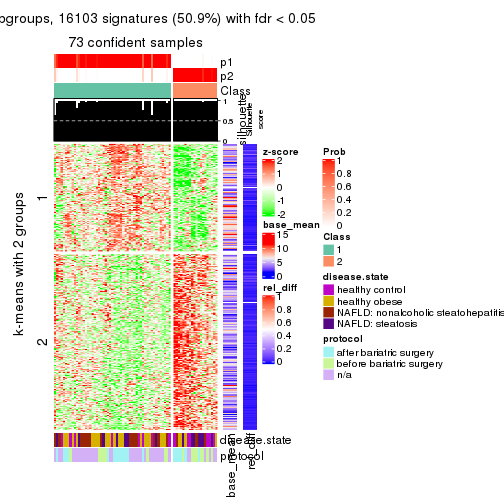 ogroups, 16103 signatures (50.9%) with fdr < 0.05
73 confident samples
p1
p2
Class
1
0.5
0
silhouette
Silhouette
score
k-means with 2 groups
1
2
z-score
2
1
0
-1
-2
base_mean
15
10
5
0
rel_diff
1
0.8
0.6
0.4
0.2
0
Prob
1
0.8
0.6
0.4
0.2
0
Class
1
2
disease.state
healthy control
healthy obese
NAFLD: nonalcoholic steatohepatitis
NAFLD: steatosis
protocol
after bariatric surgery
before bariatric surgery
n/a
disease.state
protocol
base_mean
rel_diff